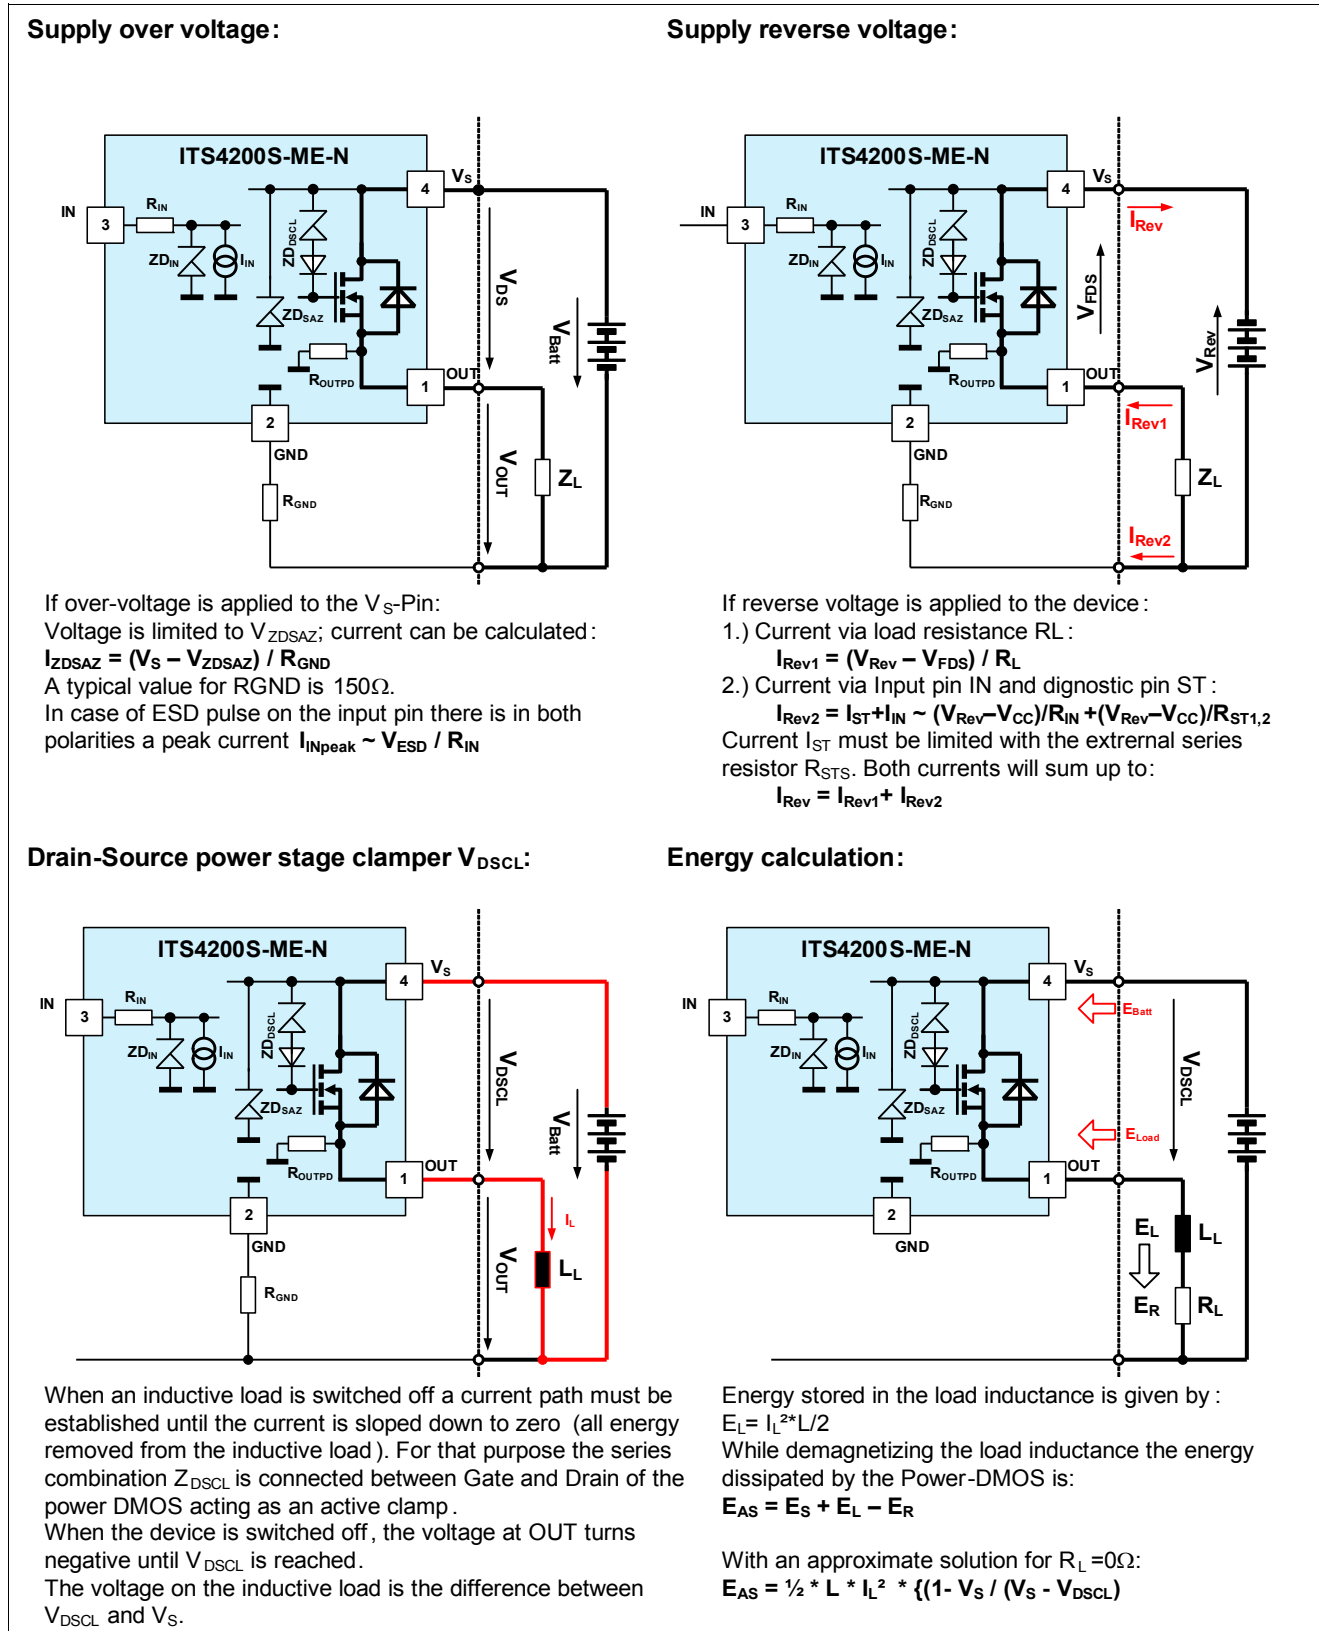 Supply over voltage:
ITS4200S-ME-N
4
VS
IN
3
RIN
ZDIN
IIN
ZDDSCL
ZDSAZ
ROUTPD
VDS
VBatt
OUT
1
2
GND
VOUT
ZL
RGND
If over-voltage is applied to the VS-Pin:
Voltage is limited to VZDSAZ; current can be calculated:
IZDSAZ = (VS – VZDSAZ) / RGND
A typical value for RGND is 150Ω.
In case of ESD pulse on the input pin there is in both
polarities a peak current IINpeak ~ VESD / RIN
Supply reverse voltage:
ITS4200S-ME-N
4
VS
IN
3
RIN
ZDIN
IIN
ZDDSCL
ZDSAZ
ROUTPD
IRev
VFDS
VRev
OUT
1
IRev1
2
GND
ZL
RGND
IRev2
If reverse voltage is applied to the device:
1.) Current via load resistance RL:
IRev1 = (VRev – VFDS) / RL
2.) Current via Input pin IN and dignostic pin ST:
IRev2 = IST+IIN ~ (VRev–VCC)/RIN +(VRev–VCC)/RST1,2
Current IST must be limited with the extrernal series
resistor RSTS. Both currents will sum up to:
IRev = IRev1+ IRev2
Drain-Source power stage clamper VDSCL:
ITS4200S-ME-N
4
VS
IN
3
RIN
ZDIN
IIN
ZDDSCL
ZDSAZ
ROUTPD
VDSCL
VBatt
OUT
1
2
GND
IL
VOUT
LL
RGND
When an inductive load is switched off a current path must be
established until the current is sloped down to zero (all energy
removed from the inductive load). For that purpose the series
combination ZDSCL is connected between Gate and Drain of the
power DMOS acting as an active clamp.
When the device is switched off, the voltage at OUT turns
negative until VDSCL is reached.
The voltage on the inductive load is the difference between
VDSCL and VS.
Energy calculation:
ITS4200S-ME-N
4
VS
IN
3
RIN
ZDIN
IIN
ZDDSCL
ZDSAZ
ROUTPD
EBatt
VDSCL
ELoad
OUT
1
2
GND
EL
LL
ER
RL
Energy stored in the load inductance is given by:
EL= IL²*L/2
While demagnetizing the load inductance the energy
dissipated by the Power-DMOS is:
EAS = ES + EL – ER
With an approximate solution for RL =0Ω:
EAS = ½ * L * IL² * {(1- VS / (VS - VDSCL)